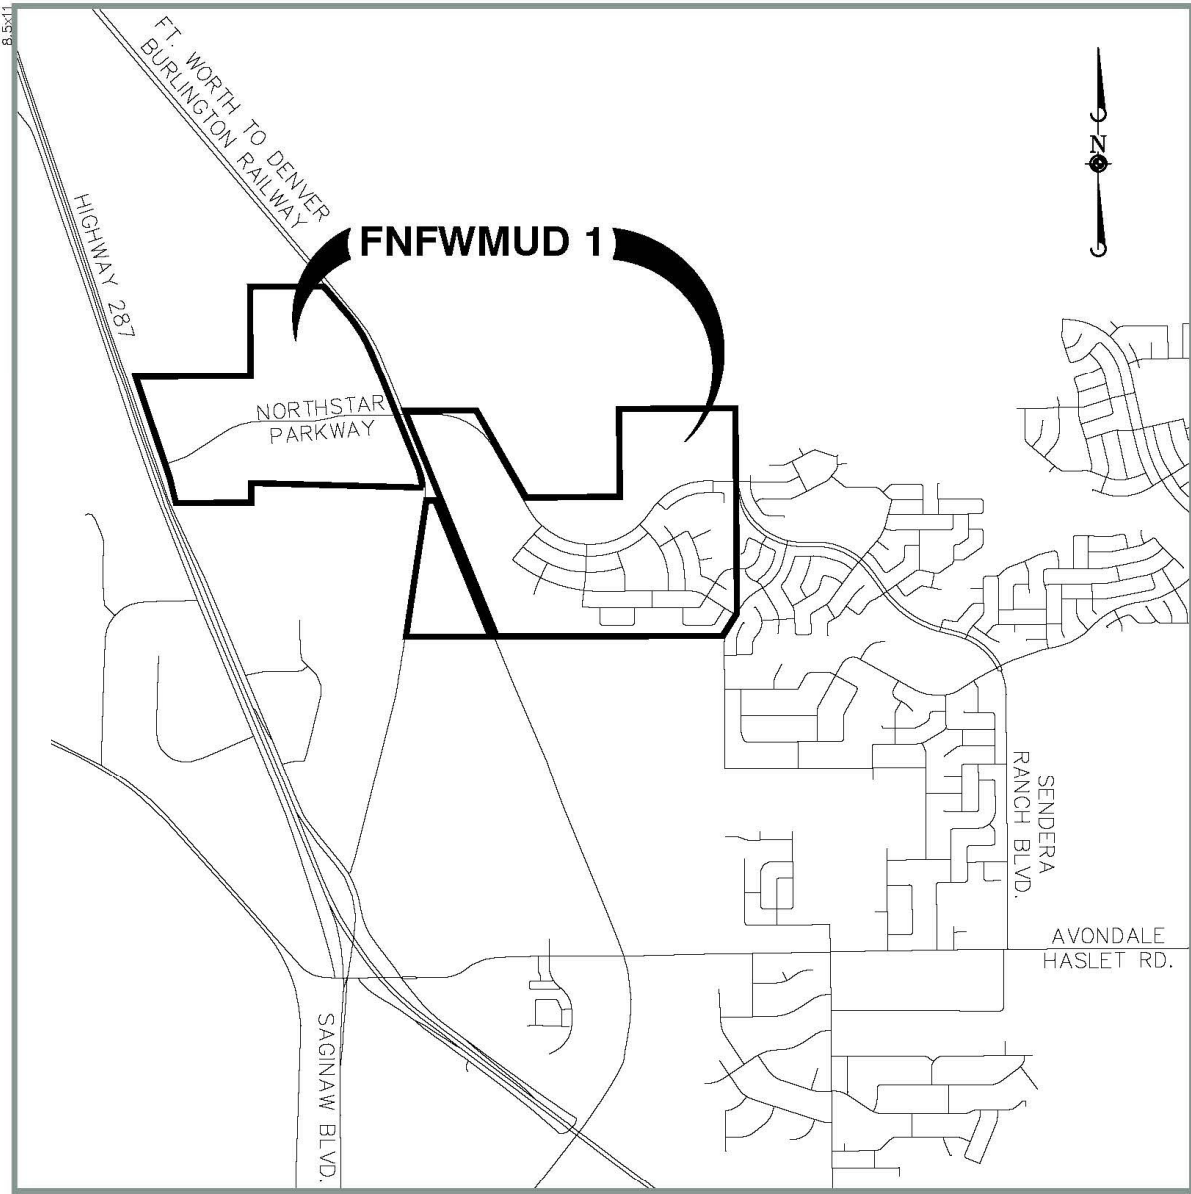 8.5x11
FT. WORTH TO DENVER
BURLINGTON RAILWAY
N
HIGHWAY 287
FNFWMUD 1
NORTHSTAR
PARKWAY
SENDERA
RANCH BLVD.
AVONDALE
HASLET RD.
SAGINAW BLVD.